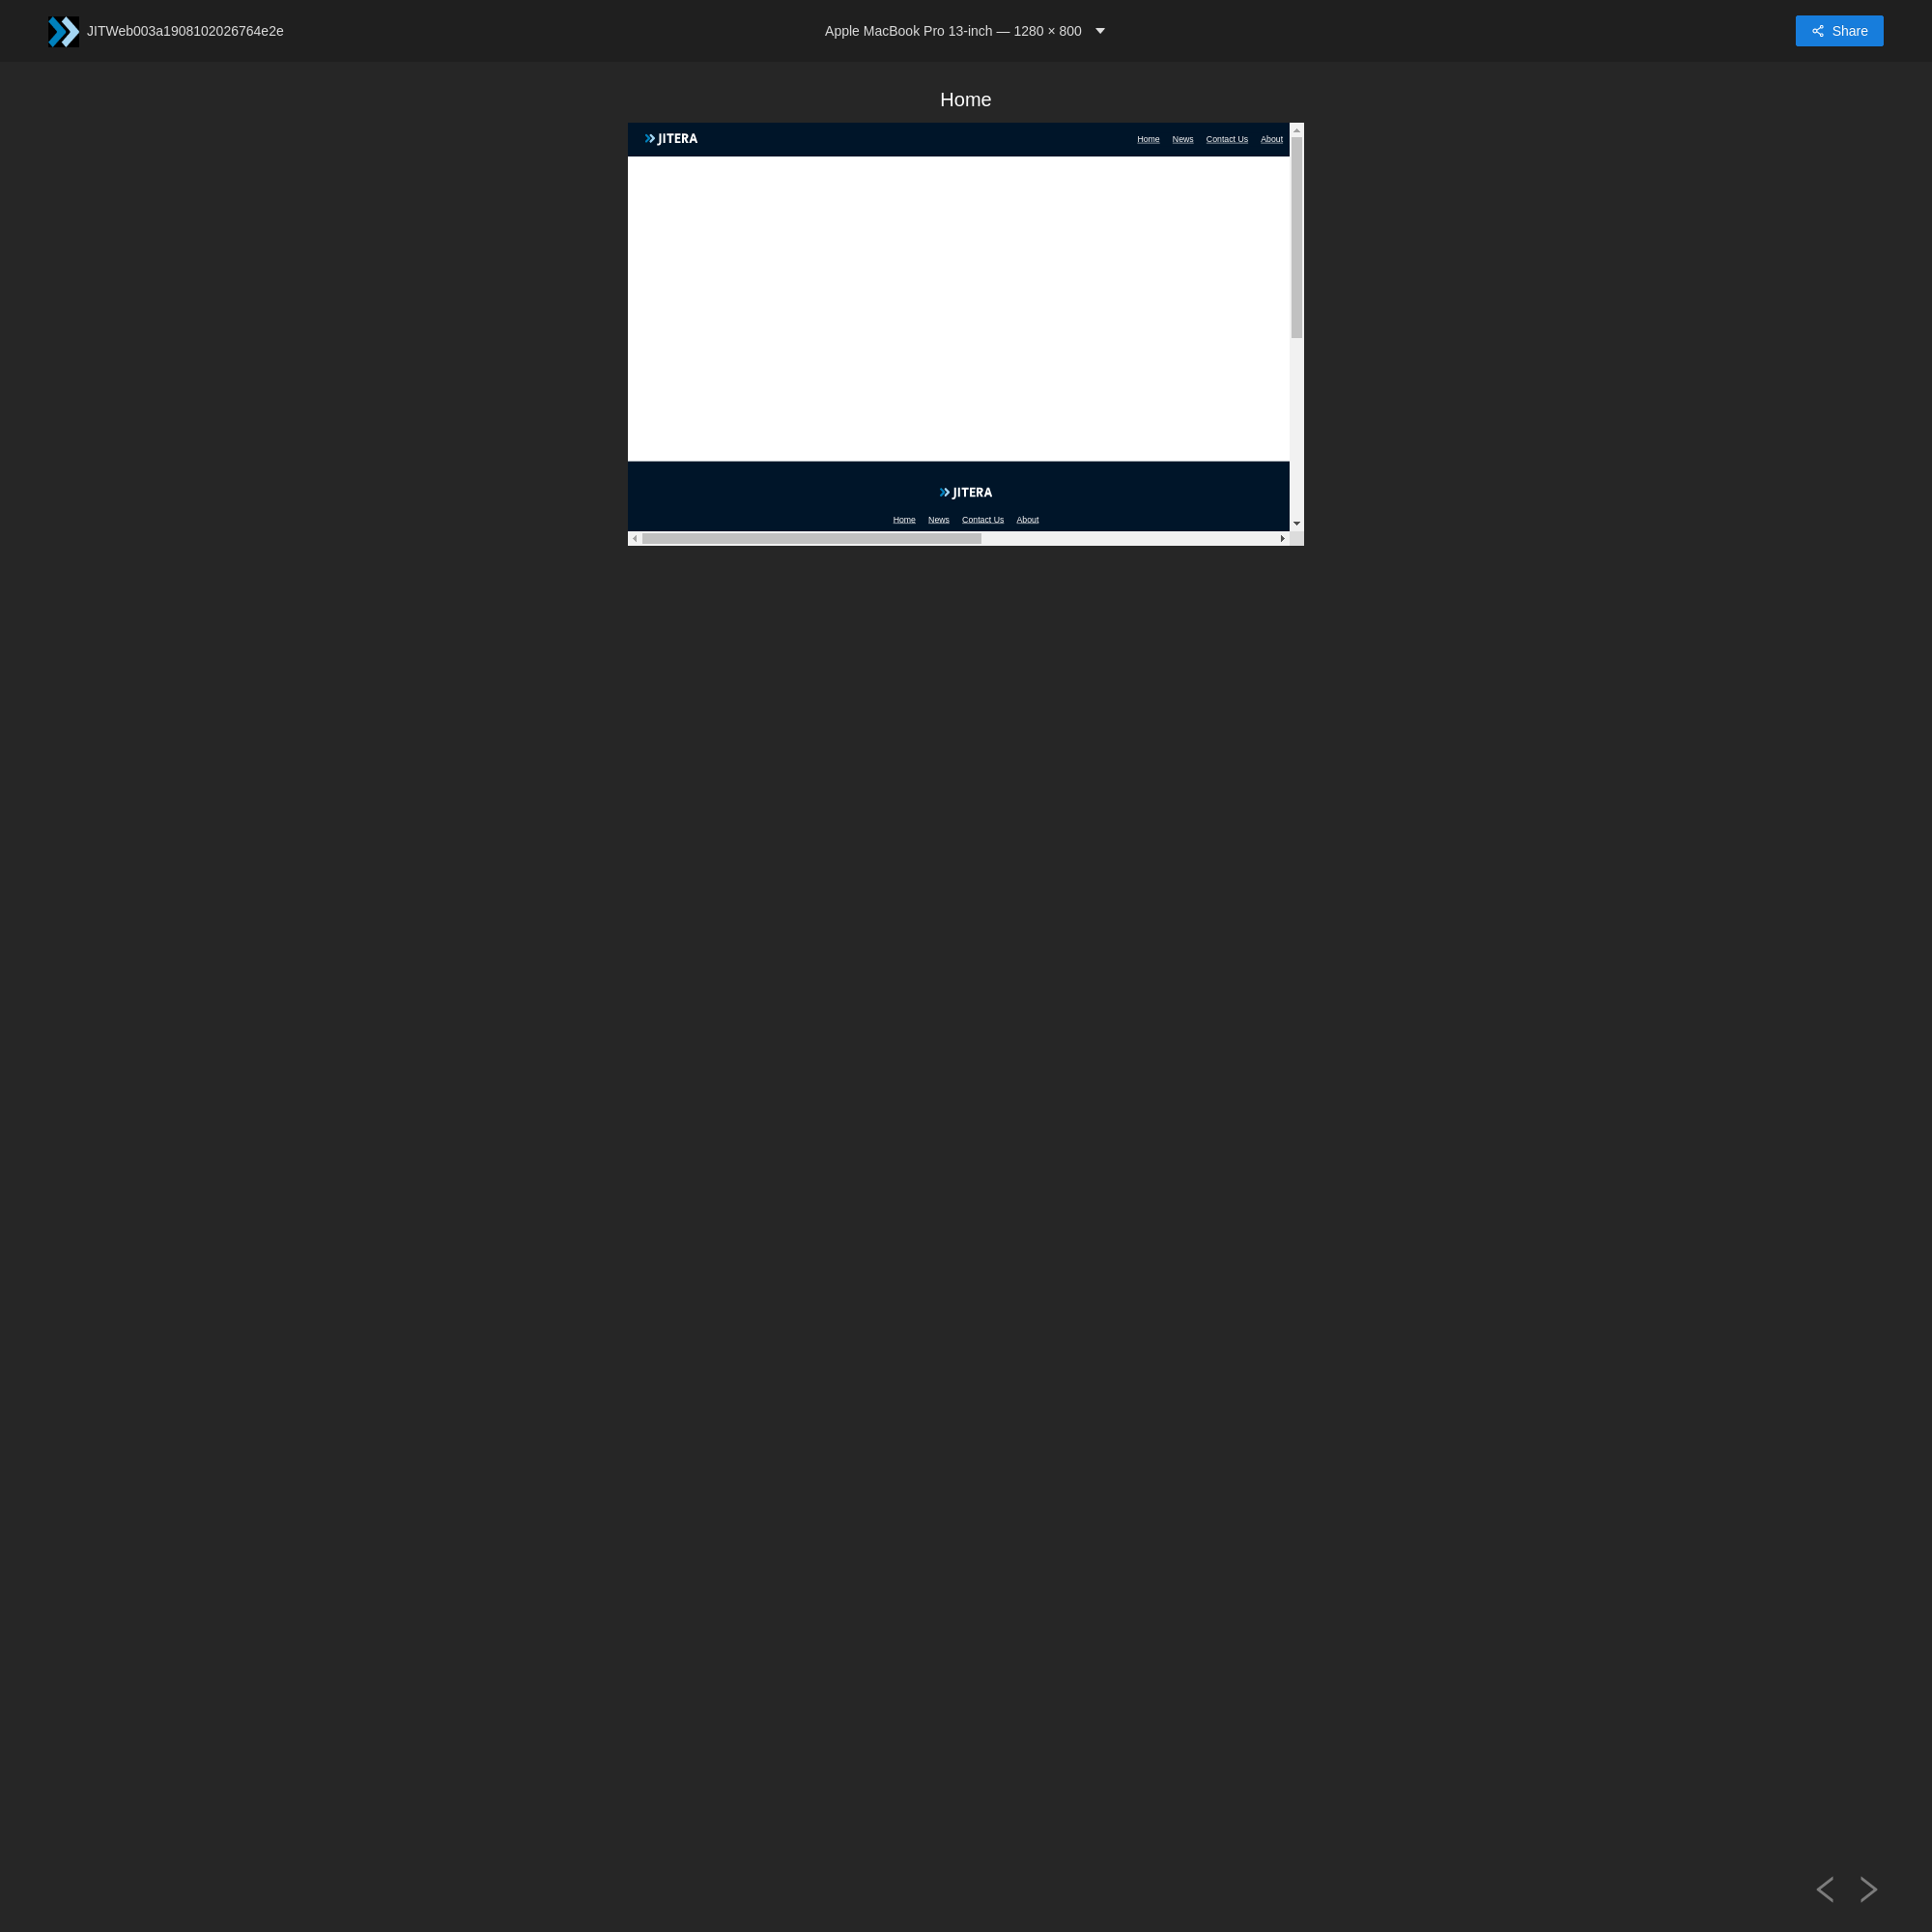 JITWeb003a1908102026764e2e
Apple MacBook Pro 13-inch — 1280 × 800
Share
Home
JITERA
Home News Contact Us About
JITERA
Home News Contact Us About